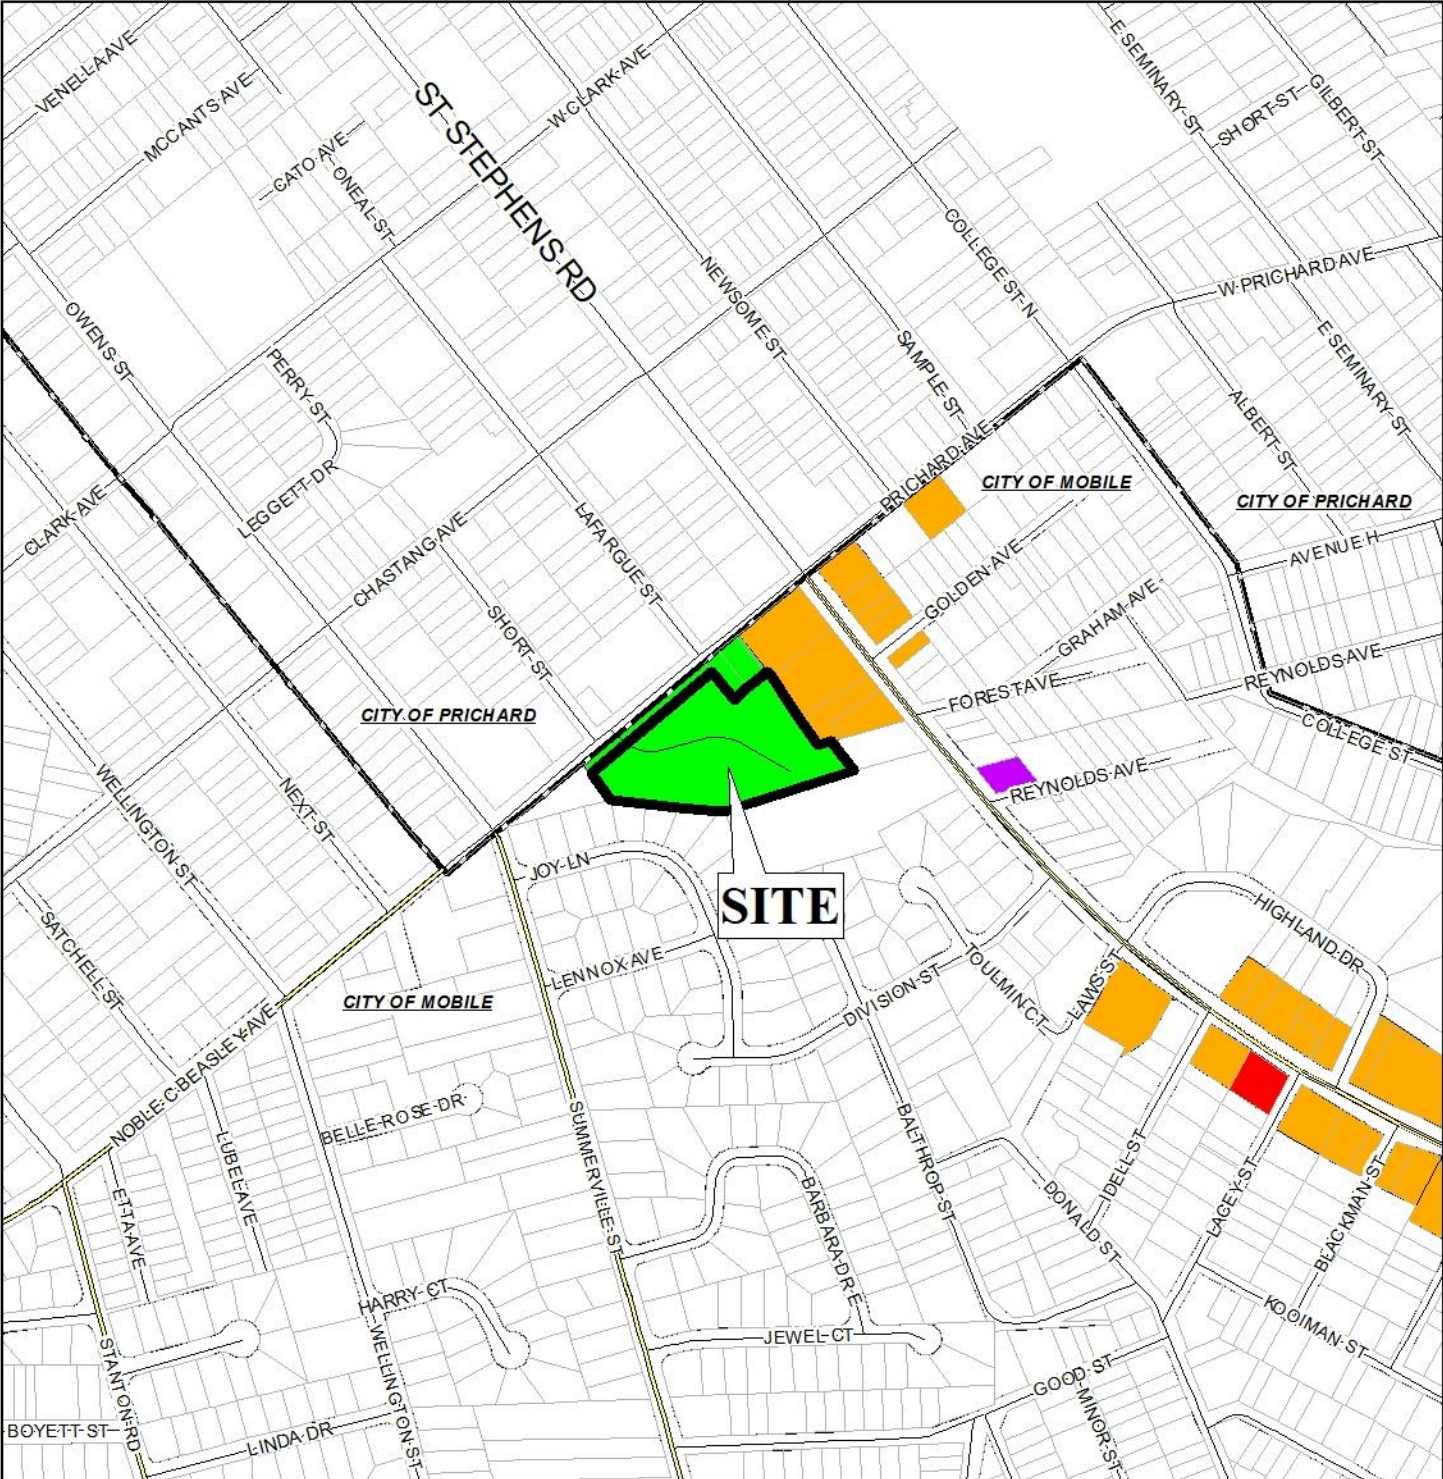 VENELLA AVE
MCCANTS AVE
CATO AVE
ONEAL ST
ST STEPHENS RD
W CLARK AVE
E SEMINARY ST
SHORT ST
GILBERT ST
COLLEGE ST N
W PRICHARD AVE
NEWSOME ST
SAMPLE ST
E SEMINARY ST
ALBERT ST
OWENS ST
PERRY ST
LEGGETT DR
CLARK AVE
CHASTANG AVE
LAFARGUE ST
SHORT ST
PRICHARD AVE
CITY OF MOBILE
CITY OF PRICHARD
AVENUE H
GOLDEN AVE
GRAHAM AVE
REYNOLDS AVE
FOREST AVE
COLLEGE ST
CITY OF PRICHARD
REYNOLDS AVE
WELLINGTON ST
NEXT ST
JOY LN
SITE
SATCHELL ST
LENNOX AVE
HIGHLAND DR
TOULMIN CT
LAWS ST
DIVISION ST
CITY OF MOBILE
NOBLE C BEASLEY AVE
BELLE ROSE DR
LUBEL AVE
ETTA AVE
SUMMERVILLE ST
BALTHROP ST
BARBARA DR E
DONALD ST
IDELL ST
LACEY ST
BLACKMAN ST
KOOIMAN ST
HARRY CT
WELLINGTON ST
JEWEL CT
GOOD ST
MINOR ST
STANTON RD
BOYETT ST
LINDA DR